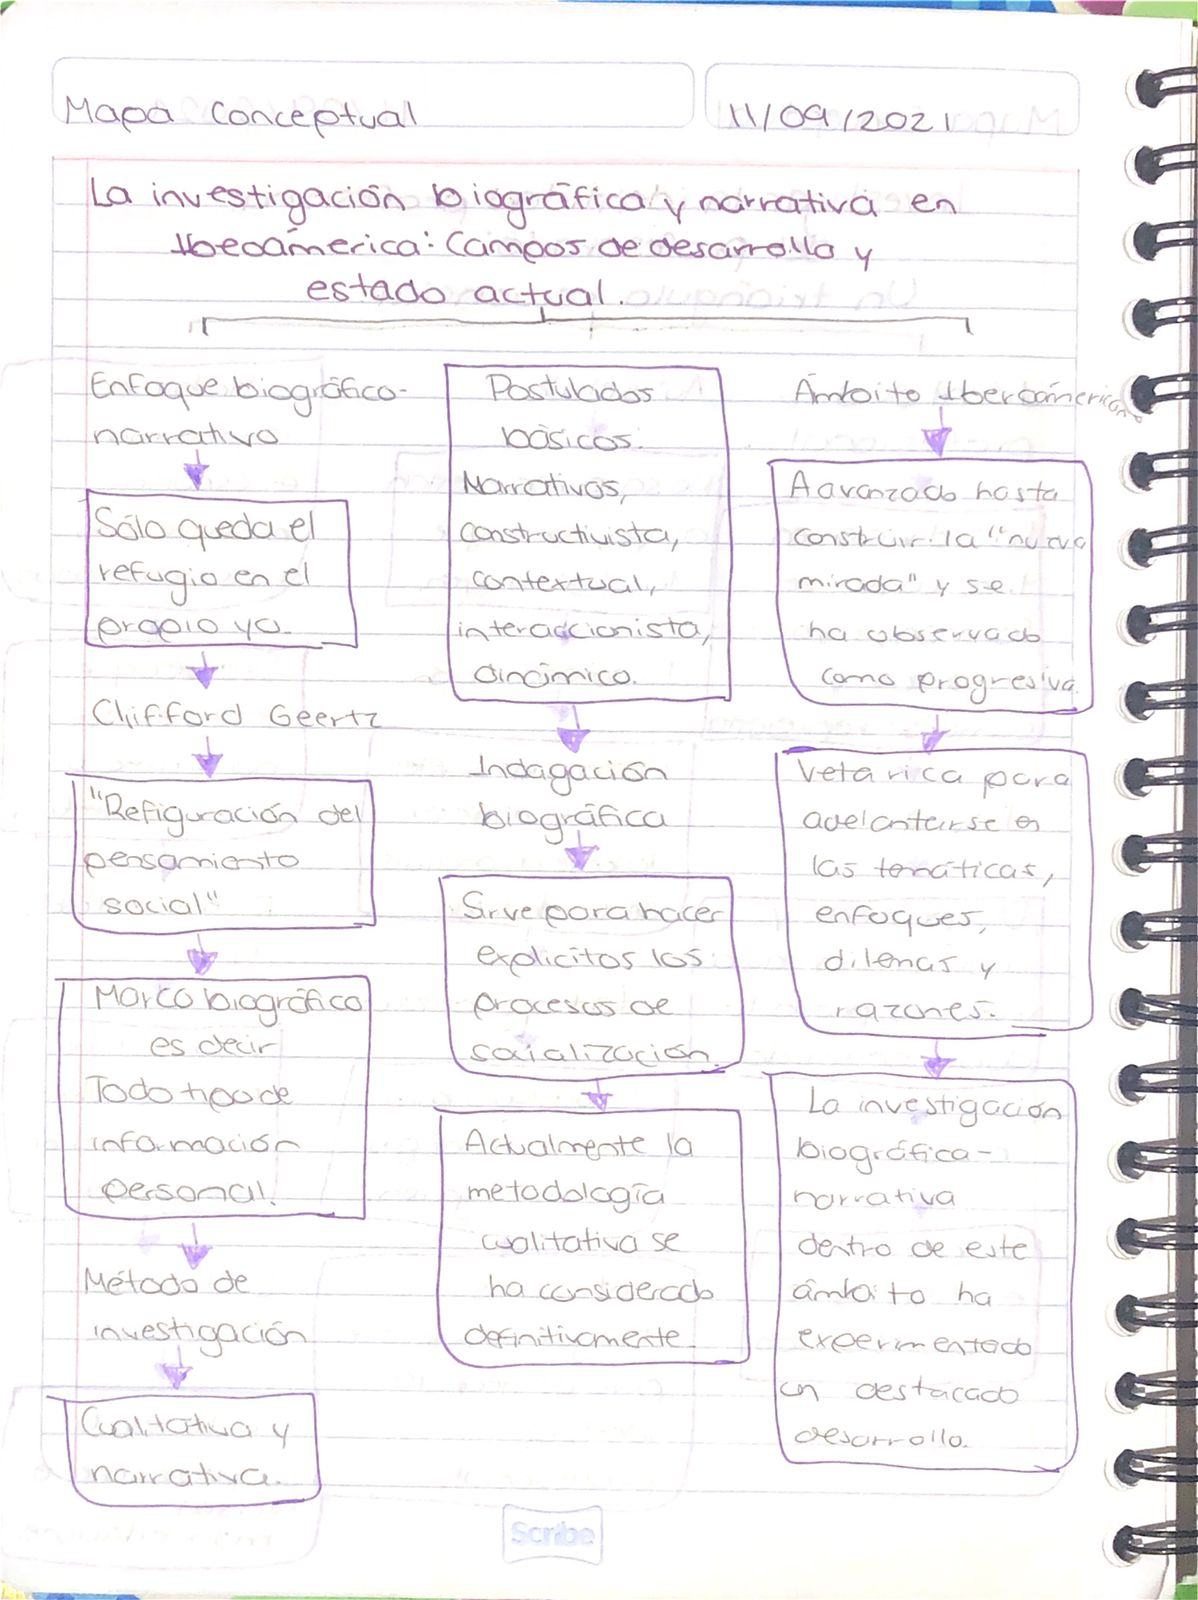 Mapa Conceptual
11/09/2021
La investigación biográfica y narrativa en
Ibeoámerica: Campos de desarrollo y
estado actual.
Enfoque biográfico-
narrativo
Sólo queda el
refugio en el
propio yo.
Clifford Geertz
"Refiguración del
pensamiento
social"
Marco biográfico
es decir
Todo tipo de
información
personal.
Método de
investigación
Cualitativa y
narrativa.
Postulados
básicos.
Narrativos,
constructivista,
contextual,
interaccionista,
dinámico.
Indagación
biográfica
Sirve para hacer
explicitos los
procesos de
socialización.
Actualmente la
metodología
cualitativa se
ha considerado
definitivamente.
Ámbito Iberoámericano
A avanzado hasta
construir la "nueva
mirada" y se
ha observado
como progresiva.
Veta rica para
adelantarse en
las temáticas,
enfoques,
dilemas y
razones.
La investigación
biográfica-
narrativa
dentro de este
ámbito ha
experimentado
un destacado
desarrollo.
Scribe